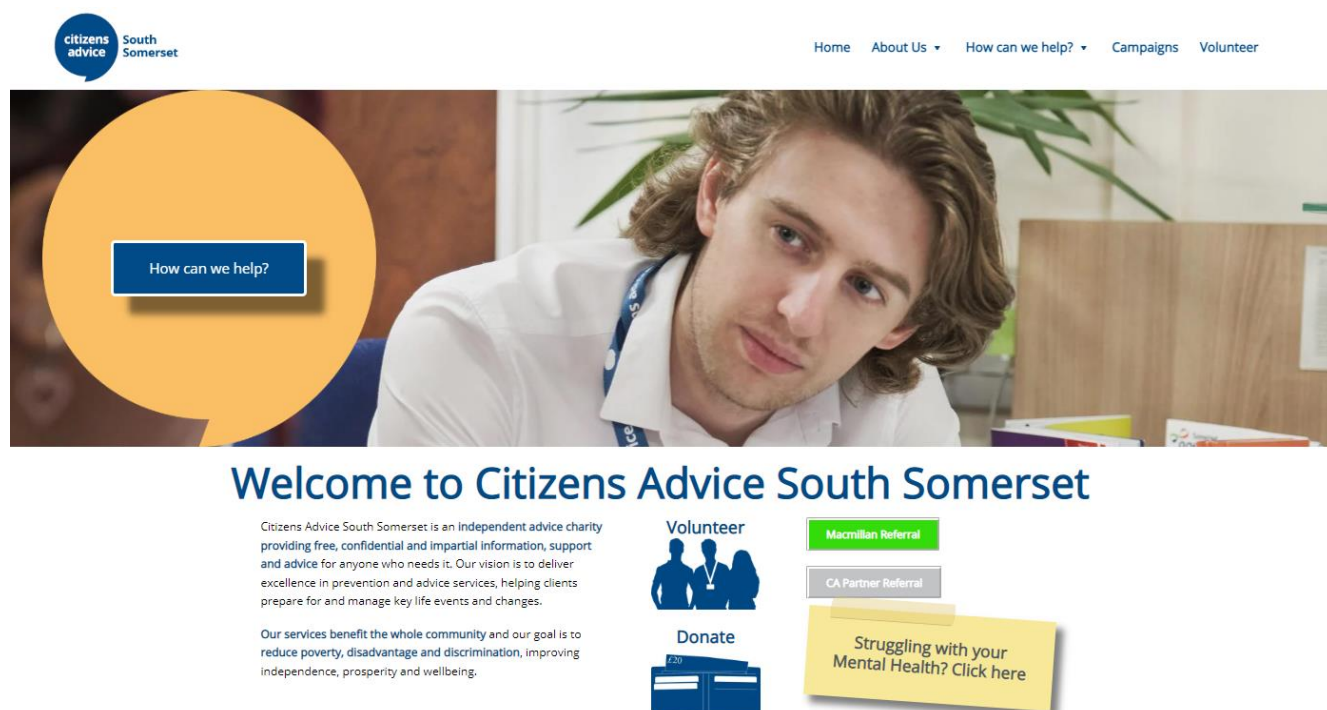 citizens
advice
South
Somerset
Home About Us How can we help? Campaigns Volunteer
How can we help?
Welcome to Citizens Advice South Somerset
Citizens Advice South Somerset is an independent advice charity
providing free, confidential and impartial information, support
and advice for anyone who needs it. Our vision is to deliver
excellence in prevention and advice services, helping clients
prepare for and manage key life events and changes.
Our services benefit the whole community and our goal is to
reduce poverty, disadvantage and discrimination, improving
independence, prosperity and wellbeing.
Volunteer
Donate
£20
Macmillan Referral
CA Partner Referral
Struggling with your
Mental Health? Click here